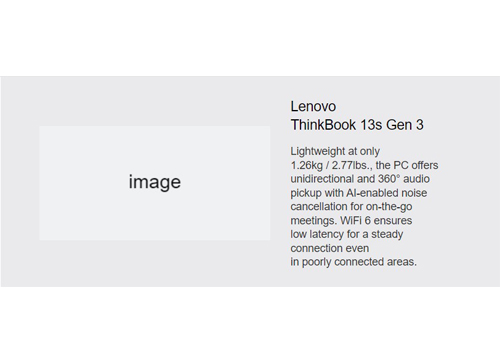 image
Lenovo
ThinkBook 13s Gen 3
Lightweight at only
1.26kg / 2.77lbs., the PC offers
unidirectional and 360° audio
pickup with AI-enabled noise
cancellation for on-the-go
meetings. WiFi 6 ensures
low latency for a steady
connection even
in poorly connected areas.